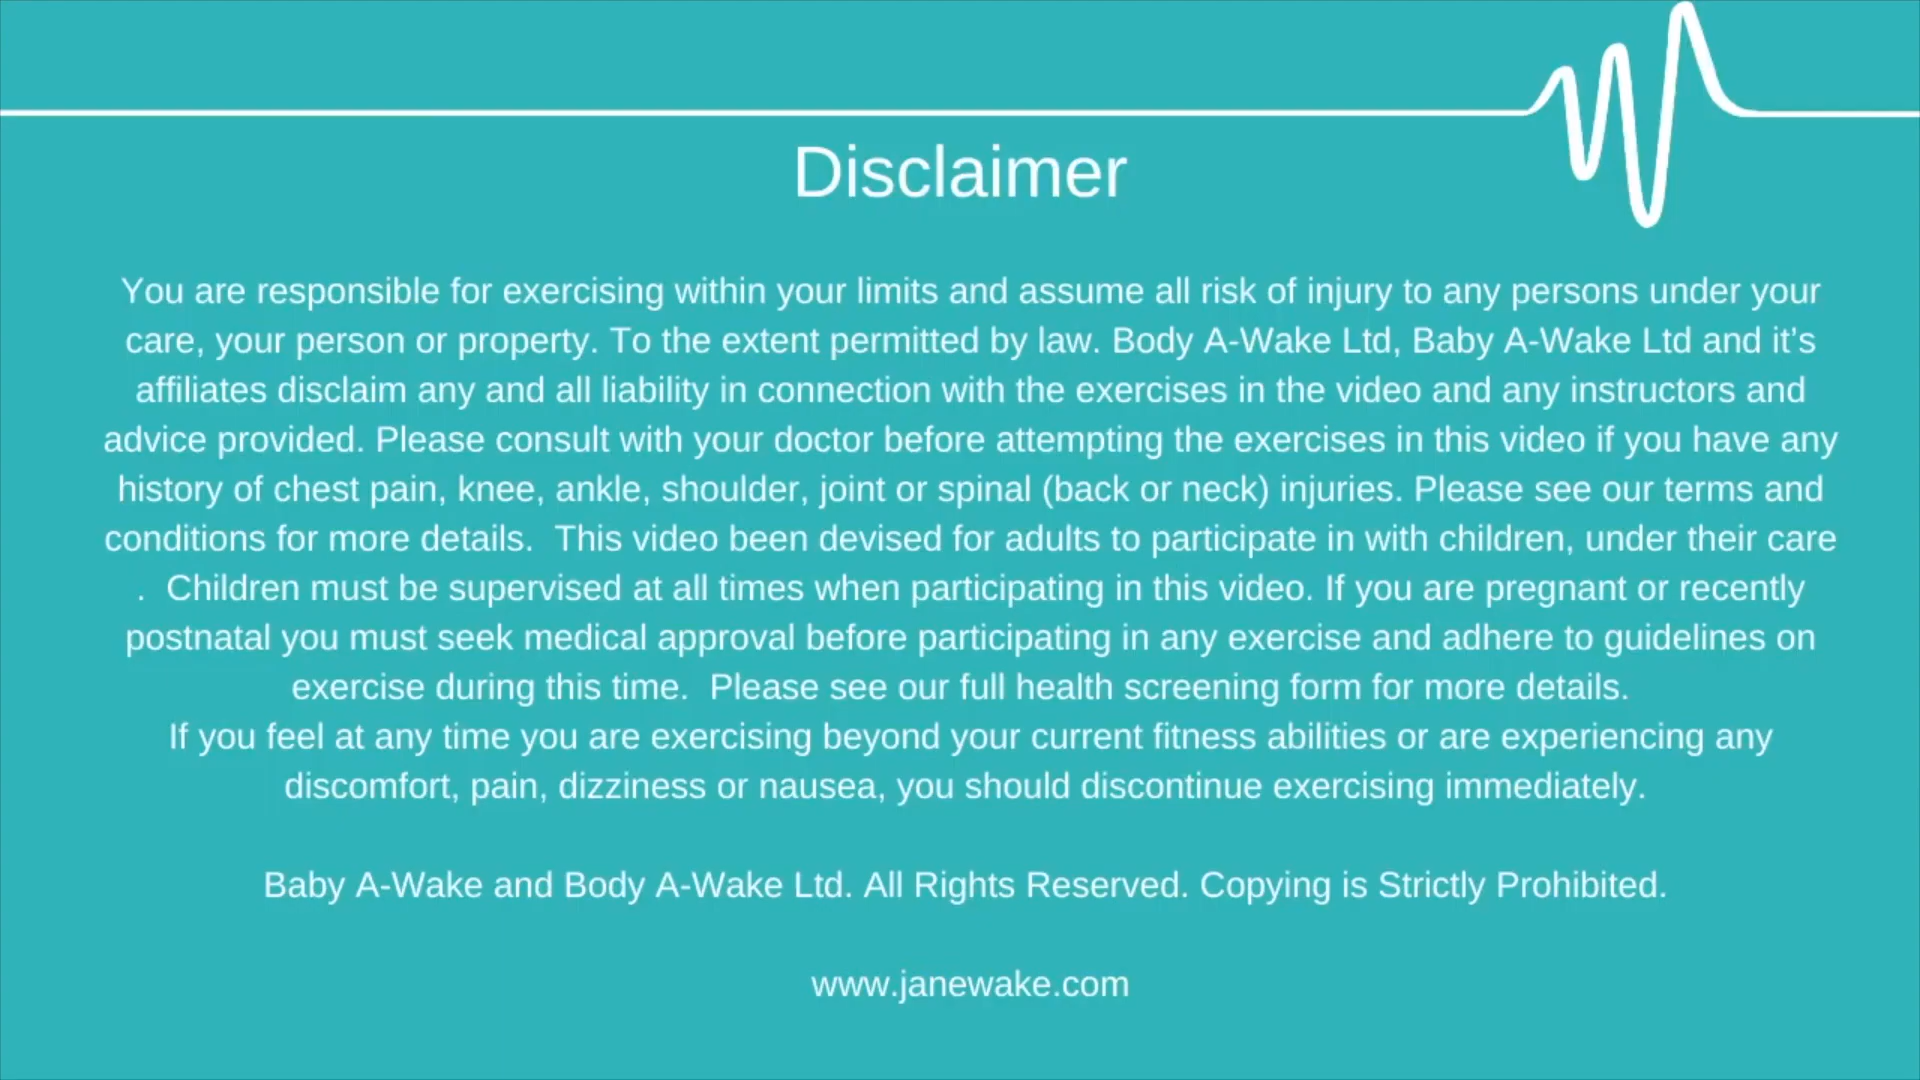 Disclaimer
You are responsible for exercising within your limits and assume all risk of injury to any persons under your
care, your person or property. To the extent permitted by law. Body A-Wake Ltd, Baby A-Wake Ltd and it’s
affiliates disclaim any and all liability in connection with the exercises in the video and any instructors and
advice provided. Please consult with your doctor before attempting the exercises in this video if you have any
history of chest pain, knee, ankle, shoulder, joint or spinal (back or neck) injuries. Please see our terms and
conditions for more details.  This video been devised for adults to participate in with children, under their care
.  Children must be supervised at all times when participating in this video. If you are pregnant or recently
postnatal you must seek medical approval before participating in any exercise and adhere to guidelines on
exercise during this time.  Please see our full health screening form for more details.
If you feel at any time you are exercising beyond your current fitness abilities or are experiencing any
discomfort, pain, dizziness or nausea, you should discontinue exercising immediately.
Baby A-Wake and Body A-Wake Ltd. All Rights Reserved. Copying is Strictly Prohibited.
www.janewake.com